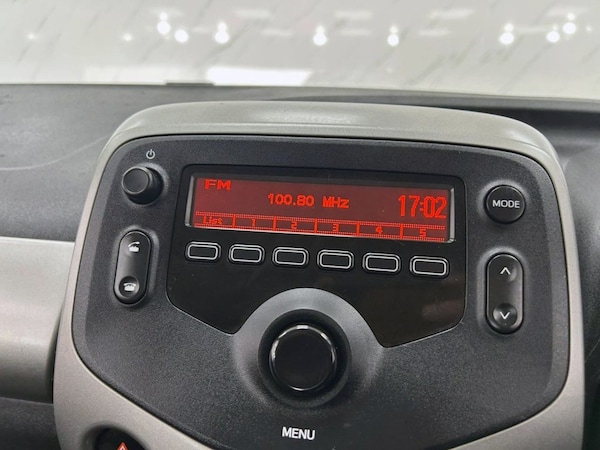 FM
100.80 MHz
17:02
List 1 2 3 4 5
MODE
MENU